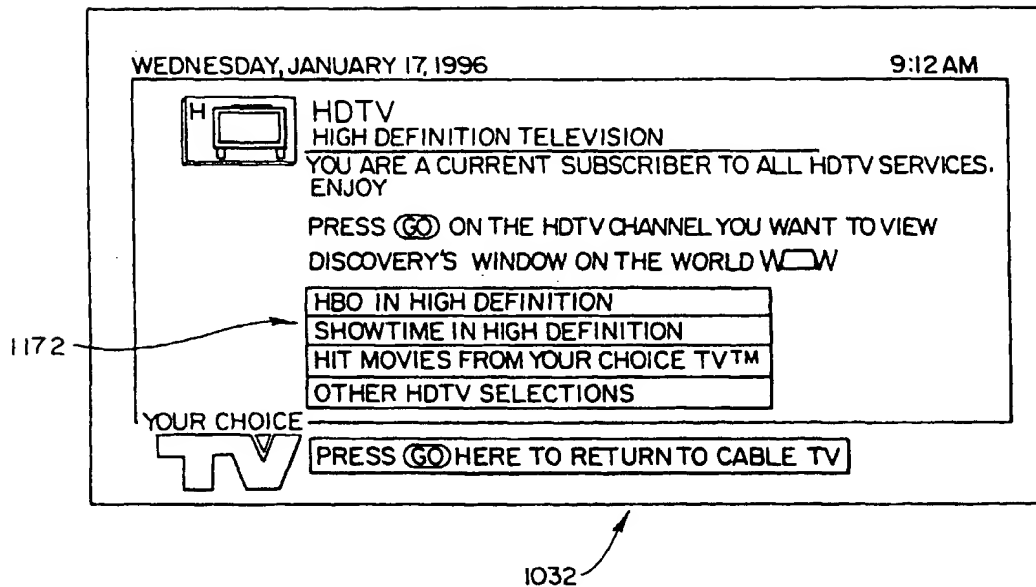 WEDNESDAY, JANUARY 17, 1996 9:12 AM
H
HDTV
HIGH DEFINITION TELEVISION
YOU ARE A CURRENT SUBSCRIBER TO ALL HDTV SERVICES.
ENJOY
PRESS GO ON THE HDTV CHANNEL YOU WANT TO VIEW
DISCOVERY'S WINDOW ON THE WORLD WOW
HBO IN HIGH DEFINITION
SHOWTIME IN HIGH DEFINITION
HIT MOVIES FROM YOUR CHOICE TV™
OTHER HDTV SELECTIONS
1172
YOUR CHOICE
TV
PRESS GO HERE TO RETURN TO CABLE TV
1032